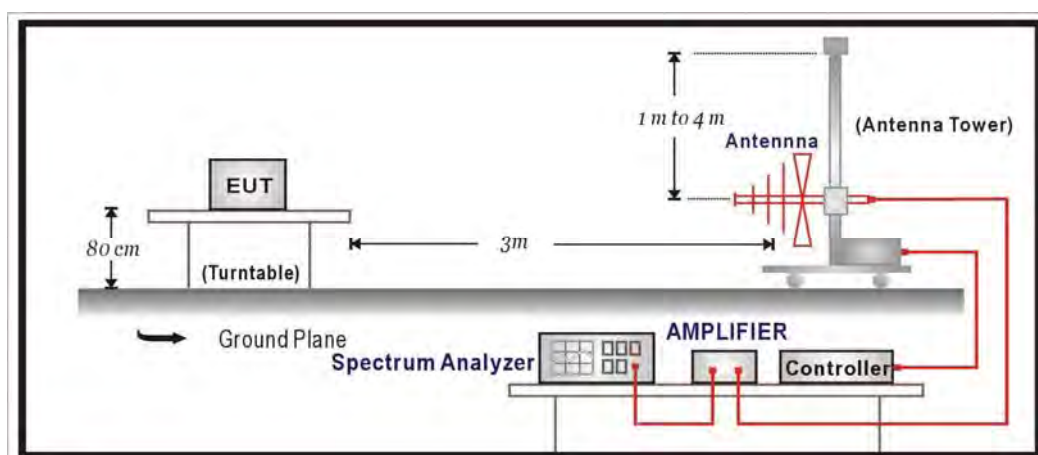 1 m to 4 m
(Antenna Tower)
Antennna
EUT
80 cm
3m
(Turntable)
Ground Plane
AMPLIFIER
Spectrum Analyzer
Controller